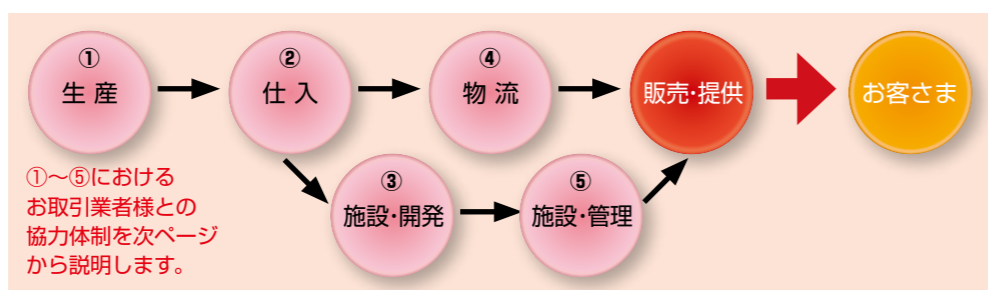 ①
生産
②
仕入
④
物流
販売・提供
お客さま
③
施設・開発
⑤
施設・管理
①〜⑤における
お取引業者様との
協力体制を次ページ
から説明します。